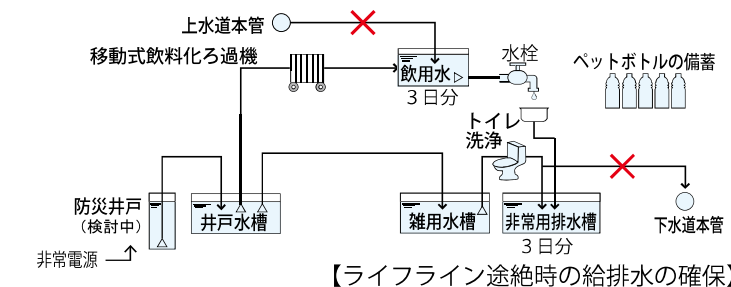 上水道本管
移動式飲料化ろ過機
飲用水
3日分
水栓
ペットボトルの備蓄
トイレ
洗浄
防災井戸
（検討中）
非常電源
井戸水槽
雑用水槽
非常用排水槽
3日分
下水道本管
【ライフライン途絶時の給排水の確保】